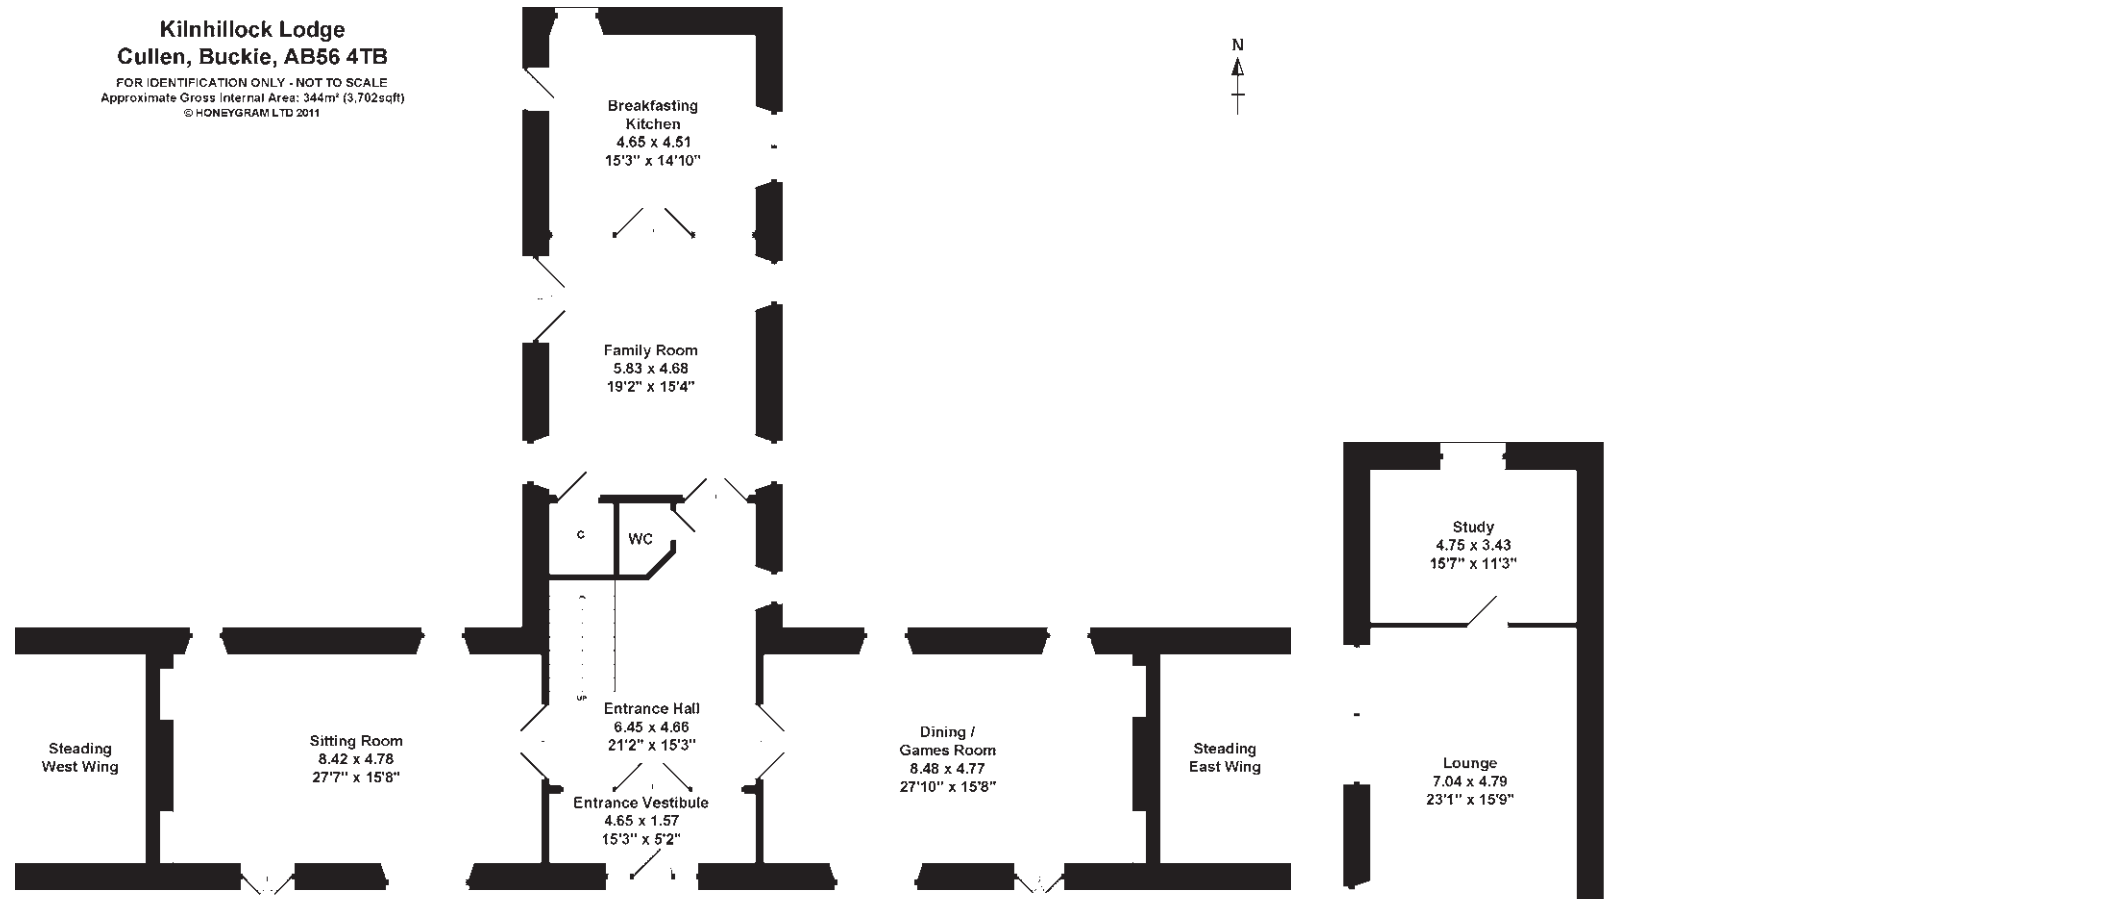 Kilnhillock Lodge
Cullen, Buckie, AB56 4TB
FOR IDENTIFICATION ONLY - NOT TO SCALE
Approximate Gross Internal Area: 344m² (3,702sqft)
© HONEYGRAM LTD 2011
N
Breakfasting
Kitchen
4.65 x 4.51
15'3" x 14'10"
Family Room
5.83 x 4.68
19'2" x 15'4"
C
WC
UP
Entrance Hall
6.45 x 4.66
21'2" x 15'3"
Entrance Vestibule
4.65 x 1.57
15'3" x 5'2"
Steading
West Wing
Sitting Room
8.42 x 4.78
27'7" x 15'8"
Dining /
Games Room
8.48 x 4.77
27'10" x 15'8"
Steading
East Wing
Study
4.75 x 3.43
15'7" x 11'3"
Lounge
7.04 x 4.79
23'1" x 15'9"